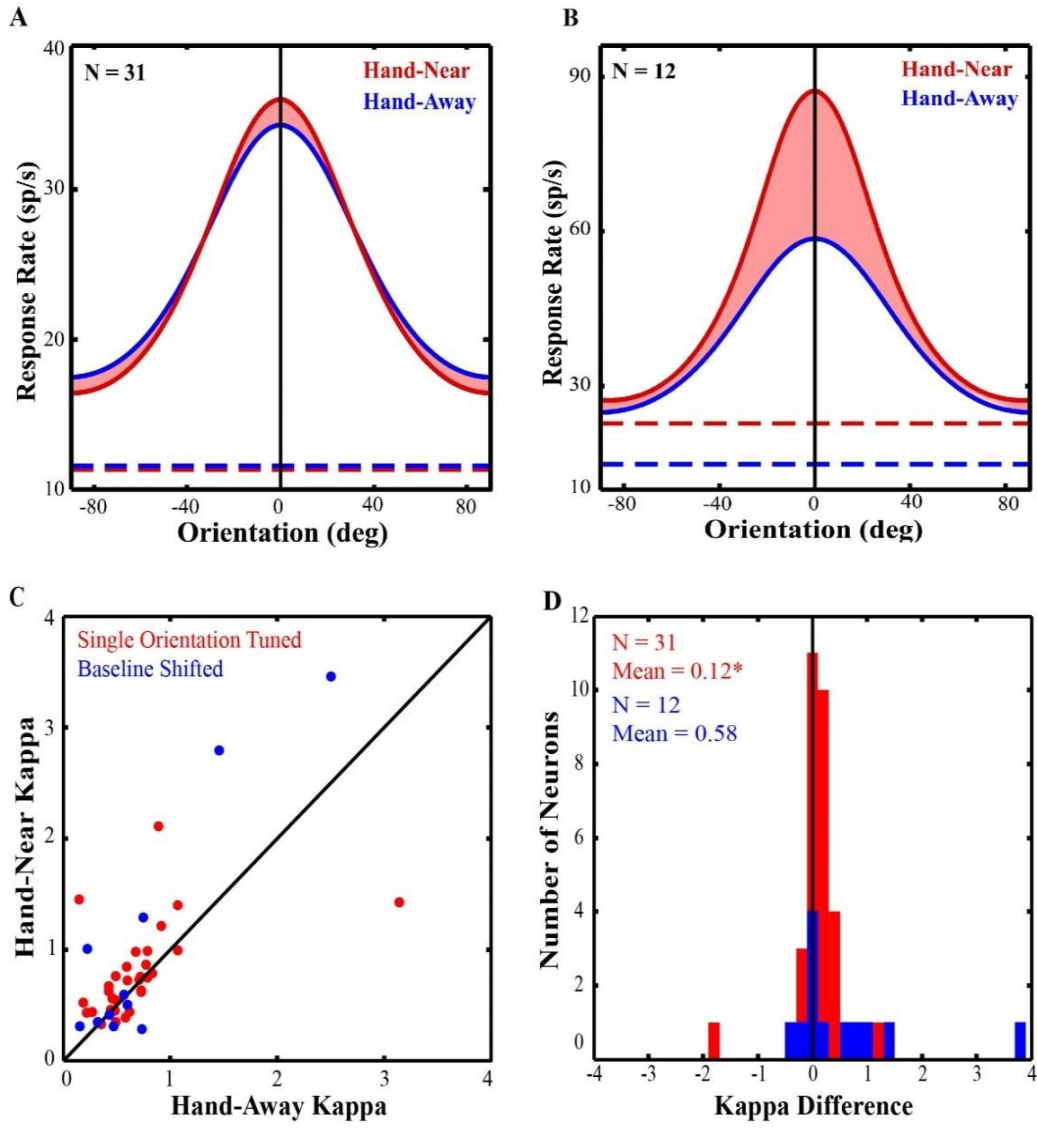 A
N = 31
Hand-Near
Hand-Away
40
30
20
10
Response Rate (sp/s)
-80
-40
0
40
80
Orientation (deg)
B
N = 12
Hand-Near
Hand-Away
90
60
30
10
Response Rate (sp/s)
-80
-40
0
40
80
Orientation (deg)
C
Single Orientation Tuned
Baseline Shifted
4
3
2
1
0
Hand-Near Kappa
0
1
2
3
4
Hand-Away Kappa
D
N = 31
Mean = 0.12*
N = 12
Mean = 0.58
12
10
8
6
4
2
0
Number of Neurons
-4
-3
-2
-1
0
1
2
3
4
Kappa Difference